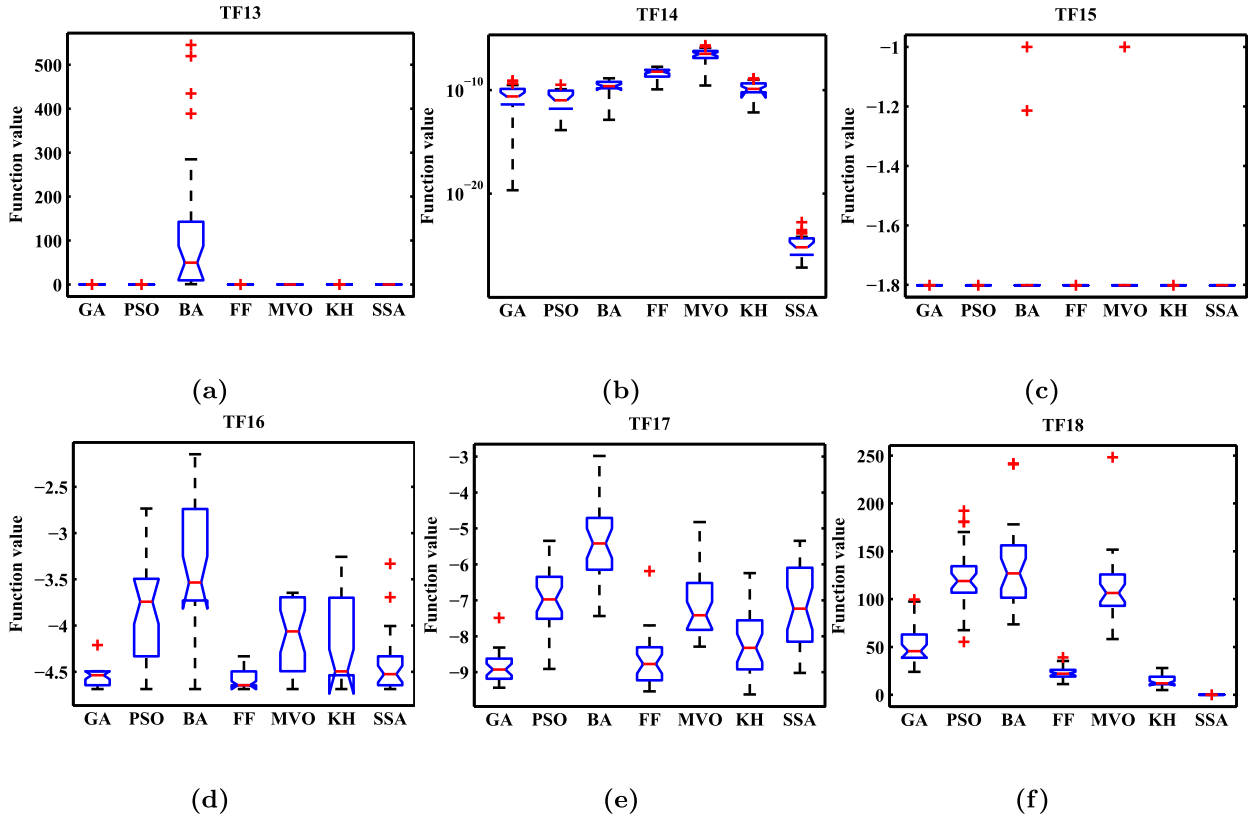 TF13
Function value
500
400
300
200
100
0
GA PSO BA FF MVO KH SSA
(a)
TF14
Function value
10^−10
10^−20
GA PSO BA FF MVO KH SSA
(b)
TF15
Function value
−1
−1.2
−1.4
−1.6
−1.8
GA PSO BA FF MVO KH SSA
(c)
TF16
Function value
−2.5
−3
−3.5
−4
−4.5
GA PSO BA FF MVO KH SSA
(d)
TF17
Function value
−3
−4
−5
−6
−7
−8
−9
GA PSO BA FF MVO KH SSA
(e)
TF18
Function value
250
200
150
100
50
0
GA PSO BA FF MVO KH SSA
(f)